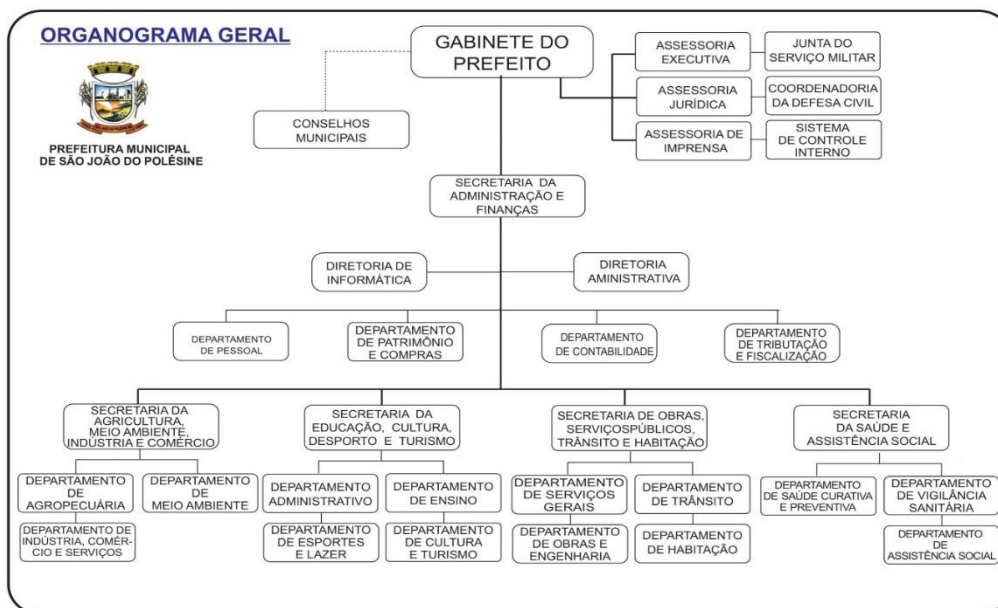 ORGANOGRAMA GERAL
PREFEITURA MUNICIPAL
DE SÃO JOÃO DO POLÊSINE
GABINETE DO
PREFEITO
CONSELHOS
MUNICIPAIS
ASSESSORIA
EXECUTIVA
JUNTA DO
SERVIÇO MILITAR
ASSESSORIA
JURÍDICA
COORDENADORIA
DA DEFESA CIVIL
ASSESSORIA DE
IMPRENSA
SISTEMA
DE CONTROLE
INTERNO
SECRETARIA DA
ADMINISTRAÇÃO E
FINANÇAS
DIRETORIA DE
INFORMÁTICA
DIRETORIA
AMINISTRATIVA
DEPARTAMENTO
DE PESSOAL
DEPARTAMENTO
DE PATRIMÔNIO
E COMPRAS
DEPARTAMENTO
DE CONTABILIDADE
DEPARTAMENTO
DE TRIBUTAÇÃO
E FISCALIZAÇÃO
SECRETARIA DA
AGRICULTURA,
MEIO AMBIENTE,
INDÙSTRIA E COMÉRCIO
SECRETARIA DA
EDUCAÇÃO, CULTURA,
DESPORTO E TURISMO
SECRETARIA DE OBRAS,
SERVIÇOSPÚBLICOS,
TRÂNSITO E HABITAÇÃO
SECRETARIA
DA SAÚDE E
ASSISTÊNCIA SOCIAL
DEPARTAMENTO
DE
AGROPECUÁRIA
DEPARTAMENTO
DE
MEIO AMBIENTE
DEPARTAMENTO
ADMINISTRATIVO
DEPARTAMENTO
DE ENSINO
DEPARTAMENTO
DE SERVIÇOS
GERAIS
DEPARTAMENTO
DE TRÂNSITO
DEPARTAMENTO
DE SAÚDE CURATIVA
E PREVENTIVA
DEPARTAMENTO
DE VIGILÂNCIA
SANITÁRIA
DEPARTAMENTO DE
INDÚSTRIA, COMÉR-
CIO E SERVIÇOS
DEPARTAMENTO
DE ESPORTES
E LAZER
DEPARTAMENTO
DE CULTURA
E TURISMO
DEPARTAMENTO
DE OBRAS E
ENGENHARIA
DEPARTAMENTO
DE HABITAÇÃO
DEPARTAMENTO
DE
ASSISTÊNCIA SOCIAL